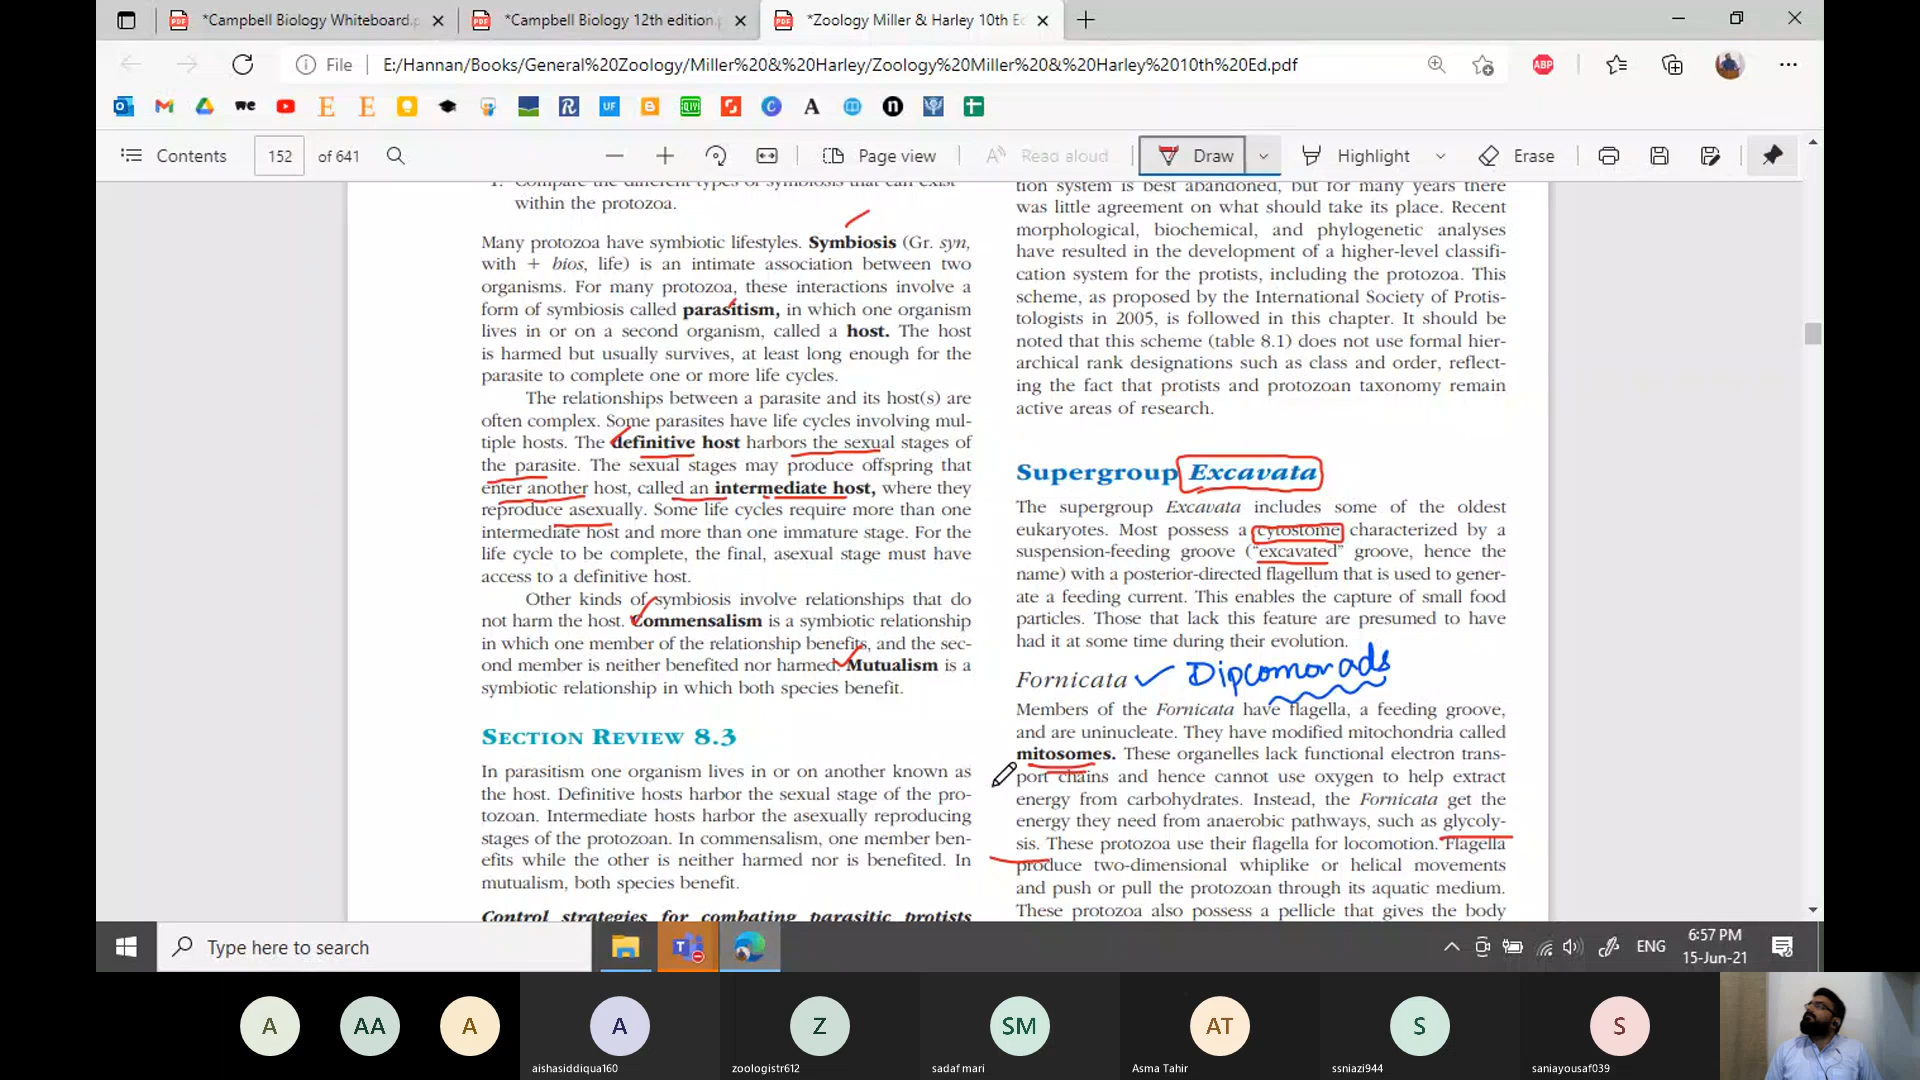 *Campbell Biology Whiteboard.p
*Campbell Biology 12th edition.p
*Zoology Miller & Harley 10th Ed
File
E:/Hannan/Books/General%20Zoology/Miller%20&%20Harley/Zoology%20Miller%20&%20Harley%2010th%20Ed.pdf
ABP
Contents
152
of 641
Page view
Read aloud
Draw
Highlight
Erase
1. Compare the different types of symbiosis that can exist
within the protozoa.
Many protozoa have symbiotic lifestyles. Symbiosis (Gr. syn,
with + bios, life) is an intimate association between two
organisms. For many protozoa, these interactions involve a
form of symbiosis called parasitism, in which one organism
lives in or on a second organism, called a host. The host
is harmed but usually survives, at least long enough for the
parasite to complete one or more life cycles.
The relationships between a parasite and its host(s) are
often complex. Some parasites have life cycles involving mul-
tiple hosts. The definitive host harbors the sexual stages of
the parasite. The sexual stages may produce offspring that
enter another host, called an intermediate host, where they
reproduce asexually. Some life cycles require more than one
intermediate host and more than one immature stage. For the
life cycle to be complete, the final, asexual stage must have
access to a definitive host.
Other kinds of symbiosis involve relationships that do
not harm the host. Commensalism is a symbiotic relationship
in which one member of the relationship benefits, and the sec-
ond member is neither benefited nor harmed. Mutualism is a
symbiotic relationship in which both species benefit.
SECTION REVIEW 8.3
In parasitism one organism lives in or on another known as
the host. Definitive hosts harbor the sexual stage of the pro-
tozoan. Intermediate hosts harbor the asexually reproducing
stages of the protozoan. In commensalism, one member ben-
efits while the other is neither harmed nor is benefited. In
mutualism, both species benefit.
Control strategies for combating parasitic protists
tion system is best abandoned, but for many years there
was little agreement on what should take its place. Recent
morphological, biochemical, and phylogenetic analyses
have resulted in the development of a higher-level classifi-
cation system for the protists, including the protozoa. This
scheme, as proposed by the International Society of Protis-
tologists in 2005, is followed in this chapter. It should be
noted that this scheme (table 8.1) does not use formal hier-
archical rank designations such as class and order, reflect-
ing the fact that protists and protozoan taxonomy remain
active areas of research.
Supergroup Excavata
The supergroup Excavata includes some of the oldest
eukaryotes. Most possess a cytostome characterized by a
suspension-feeding groove ("excavated" groove, hence the
name) with a posterior-directed flagellum that is used to gener-
ate a feeding current. This enables the capture of small food
particles. Those that lack this feature are presumed to have
had it at some time during their evolution.
Fornicata Dipcomonads
Members of the Fornicata have flagella, a feeding groove,
and are uninucleate. They have modified mitochondria called
mitosomes. These organelles lack functional electron trans-
port chains and hence cannot use oxygen to help extract
energy from carbohydrates. Instead, the Fornicata get the
energy they need from anaerobic pathways, such as glycoly-
sis. These protozoa use their flagella for locomotion. Flagella
produce two-dimensional whiplike or helical movements
and push or pull the protozoan through its aquatic medium.
These protozoa also possess a pellicle that gives the body
Type here to search
ENG
6:57 PM
15-Jun-21
A
AA
A
A
Z
SM
AT
S
S
aishasiddiqua160
zoologistr612
sadaf mari
Asma Tahir
ssniazi944
saniayousaf039